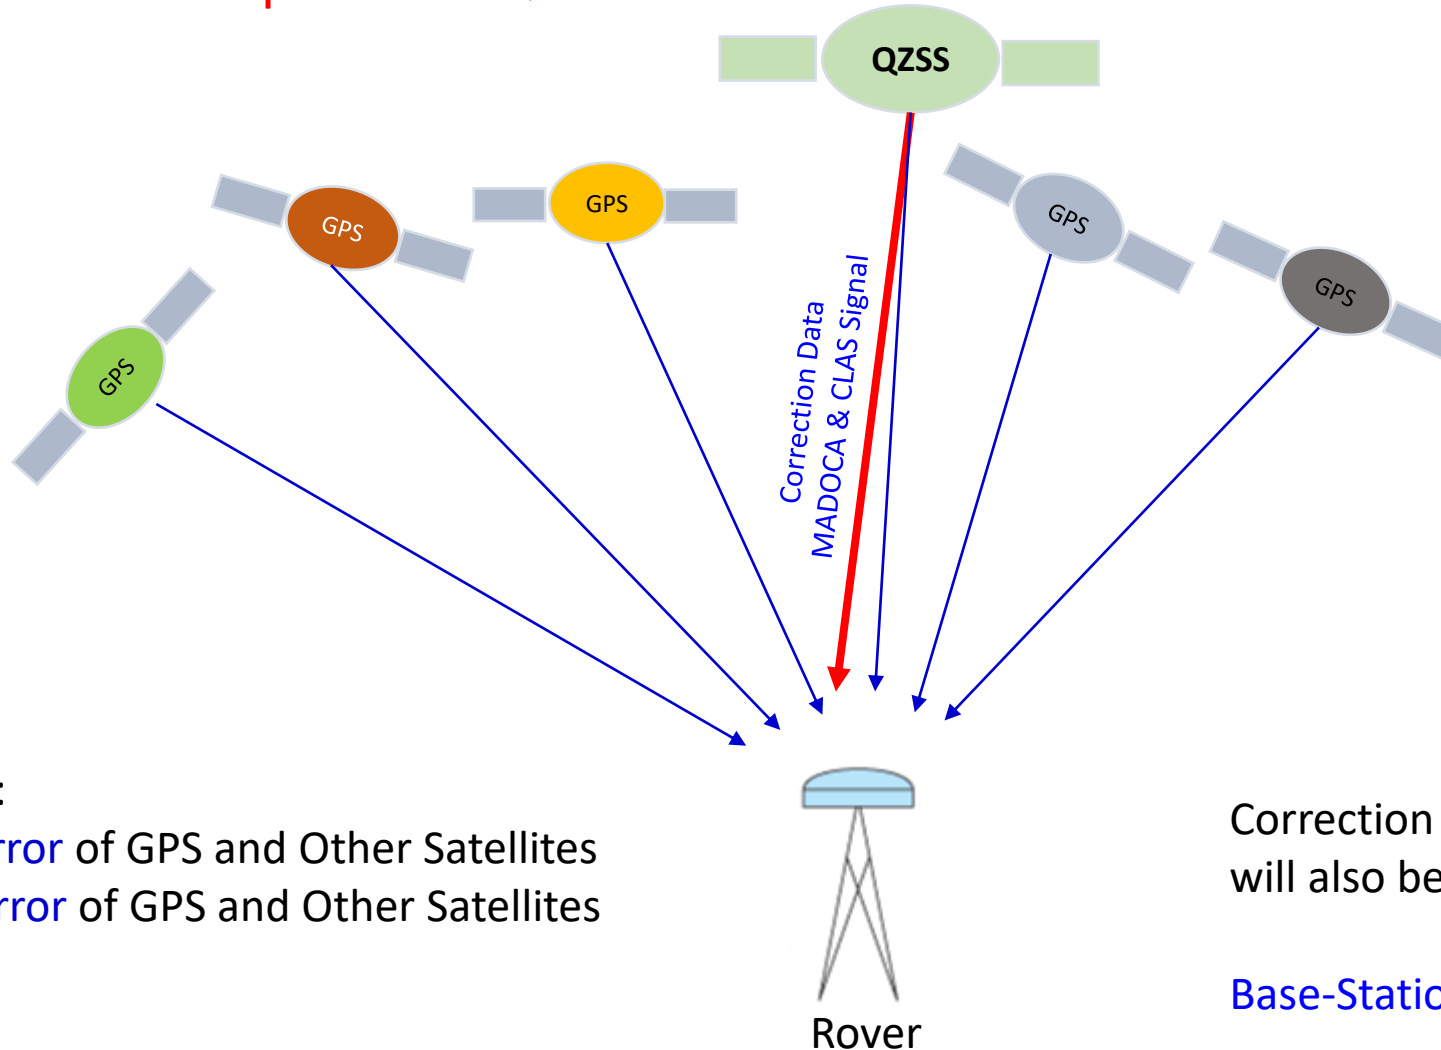 QZSS
GPS
GPS
GPS
GPS
GPS
Correction Data
MADOCA & CLAS Signal
:
rror of GPS and Other Satellites
rror of GPS and Other Satellites
Correction
will also be
Base-Statio
Rover